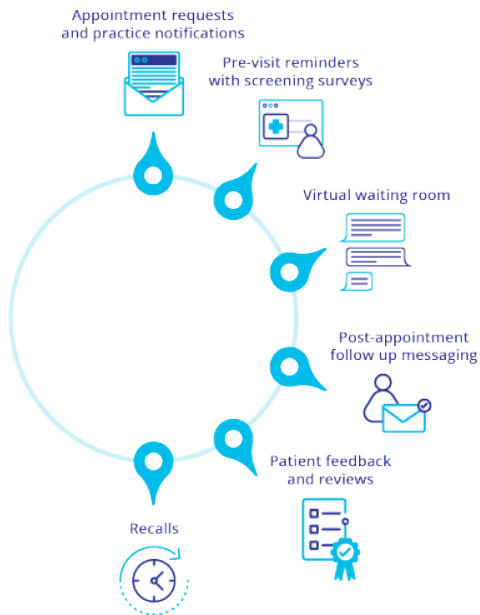 Appointment requests
and practice notifications
Pre-visit reminders
with screening surveys
Virtual waiting room
Post-appointment
follow up messaging
Patient feedback
and reviews
Recalls